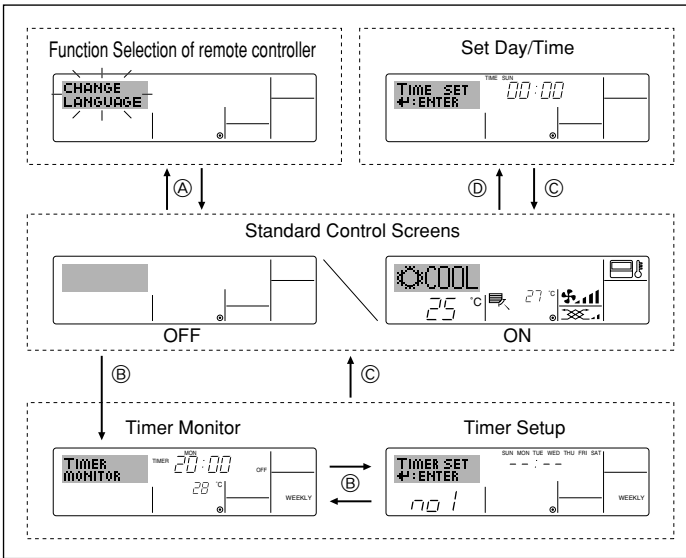 Function Selection of remote controller
CHANGE
LANGUAGE
Set Day/Time
TIME SUN
TIME SET 00:00
↵:ENTER
Ⓐ
Ⓓ Ⓒ
Standard Control Screens
COOL
25 °C 27 °C
OFF ON
Ⓑ Ⓒ
Timer Monitor
MON
TIMER TIMER 20:00 OFF
MONITOR
28 °C
WEEKLY
Ⓑ
Timer Setup
SUN MON TUE WED THU FRI SAT
TIMER SET --:--
↵:ENTER
no 1 WEEKLY